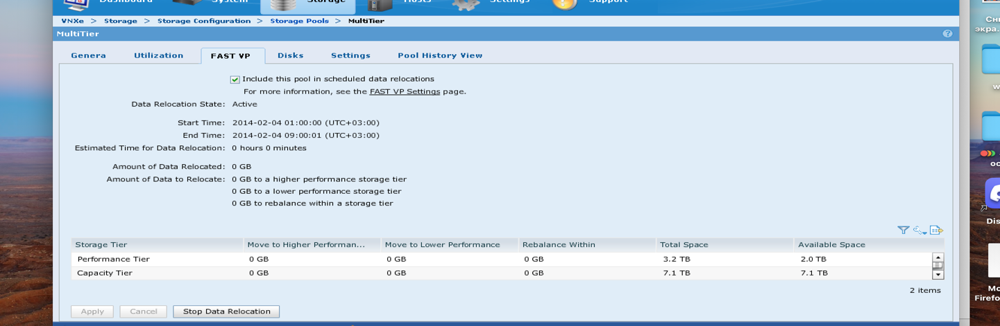 Dashboard System Storage Hosts Settings Support
VNXe > Storage > Storage Configuration > Storage Pools > MultiTier
MultiTier
Genera Utilization FAST VP Disks Settings Pool History View
Include this pool in scheduled data relocations
For more information, see the FAST VP Settings page.
Data Relocation State: Active
Start Time: 2014-02-04 01:00:00 (UTC+03:00)
End Time: 2014-02-04 09:00:01 (UTC+03:00)
Estimated Time for Data Relocation: 0 hours 0 minutes
Amount of Data Relocated: 0 GB
Amount of Data to Relocate: 0 GB to a higher performance storage tier
0 GB to a lower performance storage tier
0 GB to rebalance within a storage tier
Storage Tier Move to Higher Performan... Move to Lower Performance Rebalance Within Total Space Available Space
Performance Tier 0 GB 0 GB 0 GB 3.2 TB 2.0 TB
Capacity Tier 0 GB 0 GB 0 GB 7.1 TB 7.1 TB
2 items
Apply Cancel Stop Data Relocation
экра.
Dis
Firefo